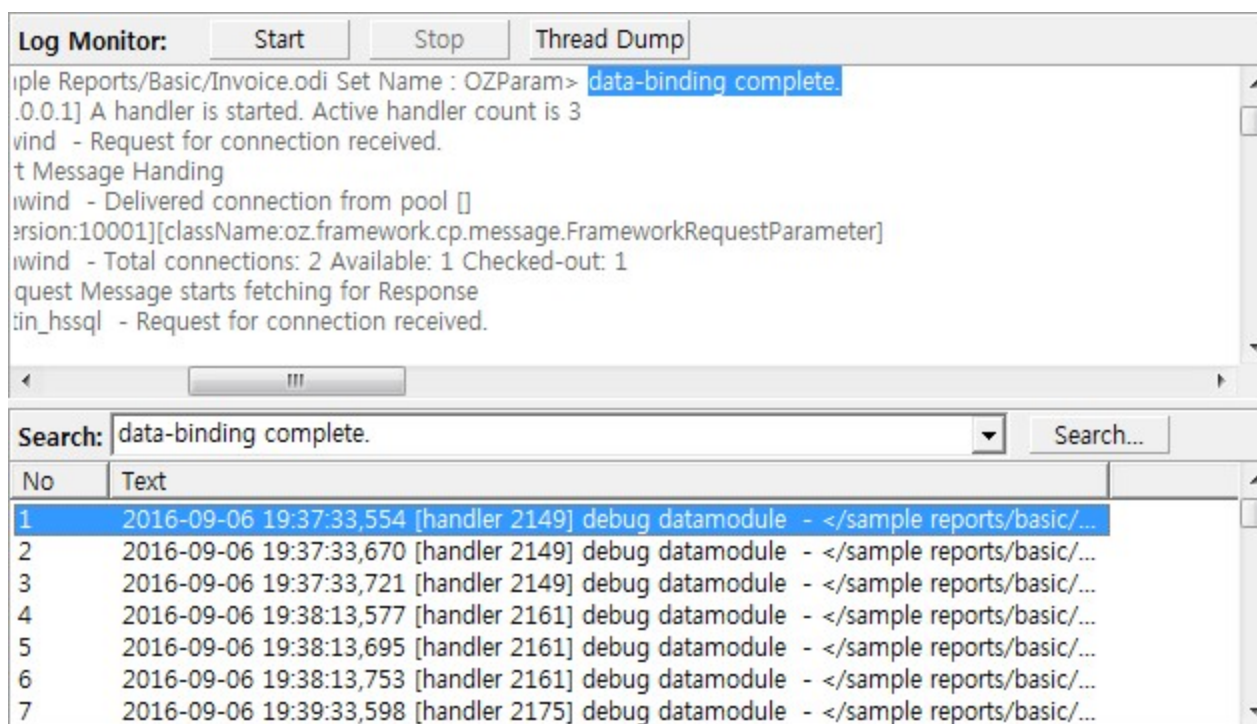 Log Monitor: Start Stop Thread Dump
ple Reports/Basic/Invoice.odi Set Name : OZParam> data-binding complete.
.0.0.1] A handler is started. Active handler count is 3
wind - Request for connection received.
t Message Handing
wind - Delivered connection from pool []
ersion:10001][className:oz.framework.cp.message.FrameworkRequestParameter]
wind - Total connections: 2 Available: 1 Checked-out: 1
quest Message starts fetching for Response
tin_hssql - Request for connection received.
Search: data-binding complete. Search...
No Text
1 2016-09-06 19:37:33,554 [handler 2149] debug datamodule - </sample reports/basic/...
2 2016-09-06 19:37:33,670 [handler 2149] debug datamodule - </sample reports/basic/...
3 2016-09-06 19:37:33,721 [handler 2149] debug datamodule - </sample reports/basic/...
4 2016-09-06 19:38:13,577 [handler 2161] debug datamodule - </sample reports/basic/...
5 2016-09-06 19:38:13,695 [handler 2161] debug datamodule - </sample reports/basic/...
6 2016-09-06 19:38:13,753 [handler 2161] debug datamodule - </sample reports/basic/...
7 2016-09-06 19:39:33,598 [handler 2175] debug datamodule - </sample reports/basic/...